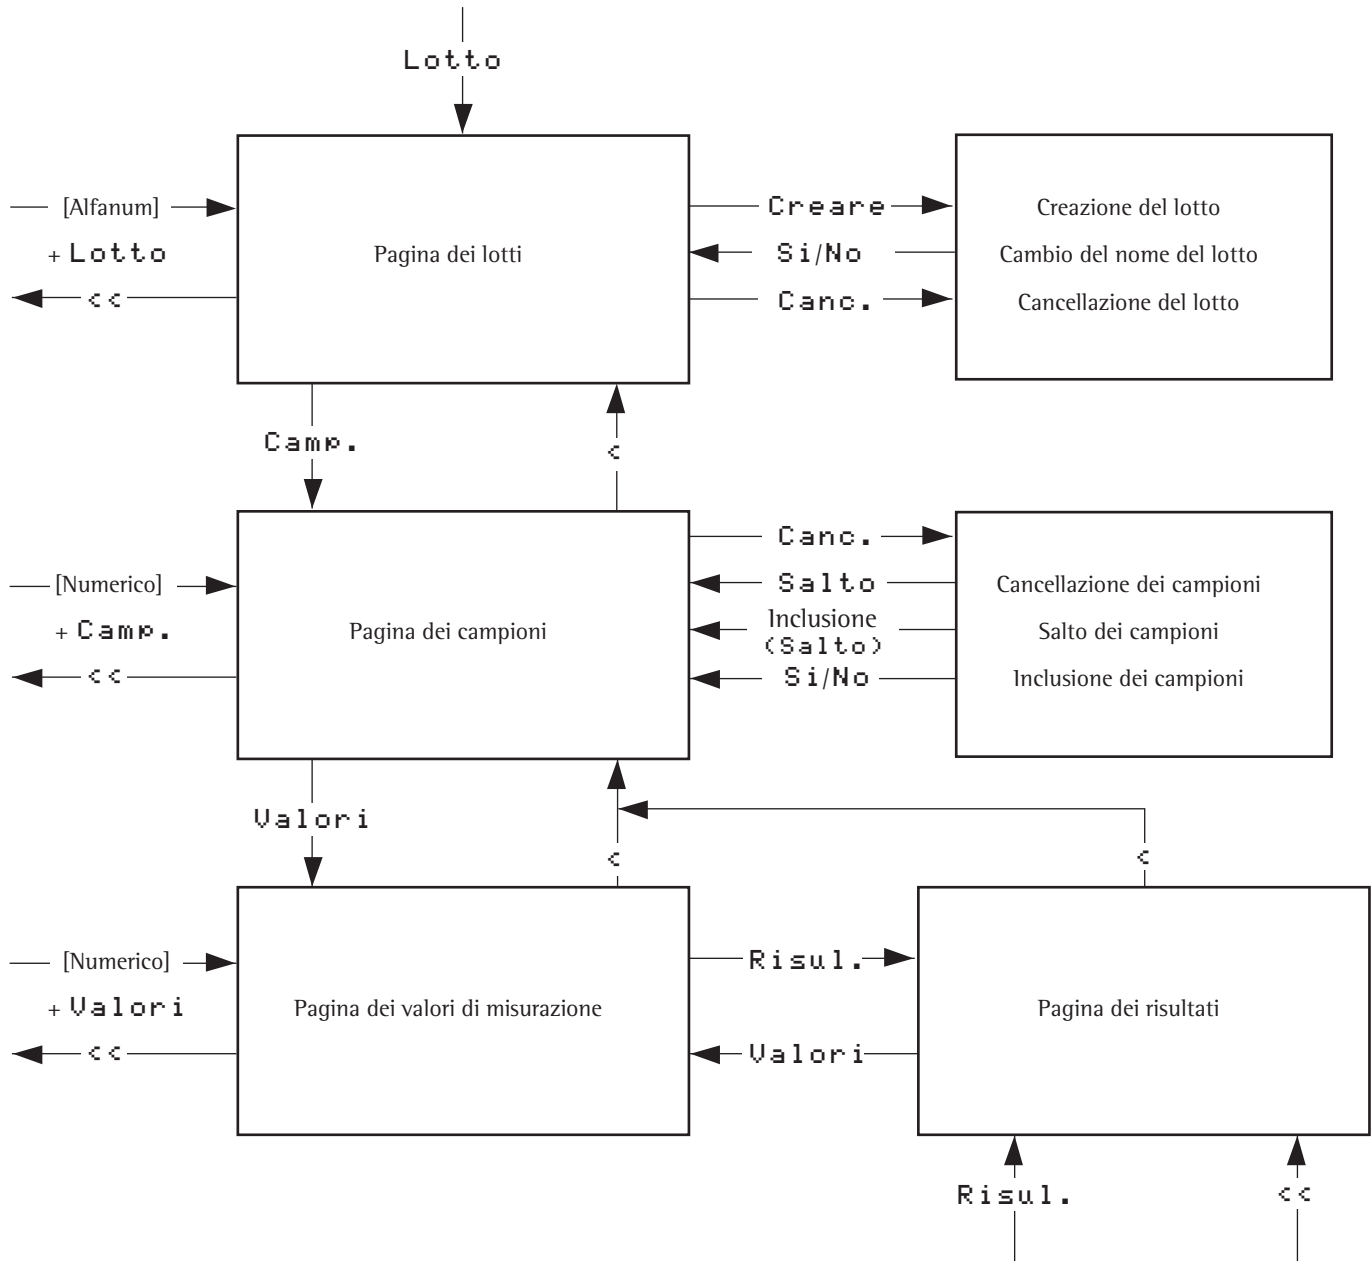 Lotto
[Alfanum]
+ Lotto
<<
Pagina dei lotti
Creare
Si/No
Canc.
Creazione del lotto
Cambio del nome del lotto
Cancellazione del lotto
Camp.
<
[Numerico]
+ Camp.
<<
Pagina dei campioni
Canc.
Salto
Inclusione
(Salto)
Si/No
Cancellazione dei campioni
Salto dei campioni
Inclusione dei campioni
Valori
<
<
[Numerico]
+ Valori
<<
Pagina dei valori di misurazione
Risul.
Valori
Pagina dei risultati
Risul.
<<